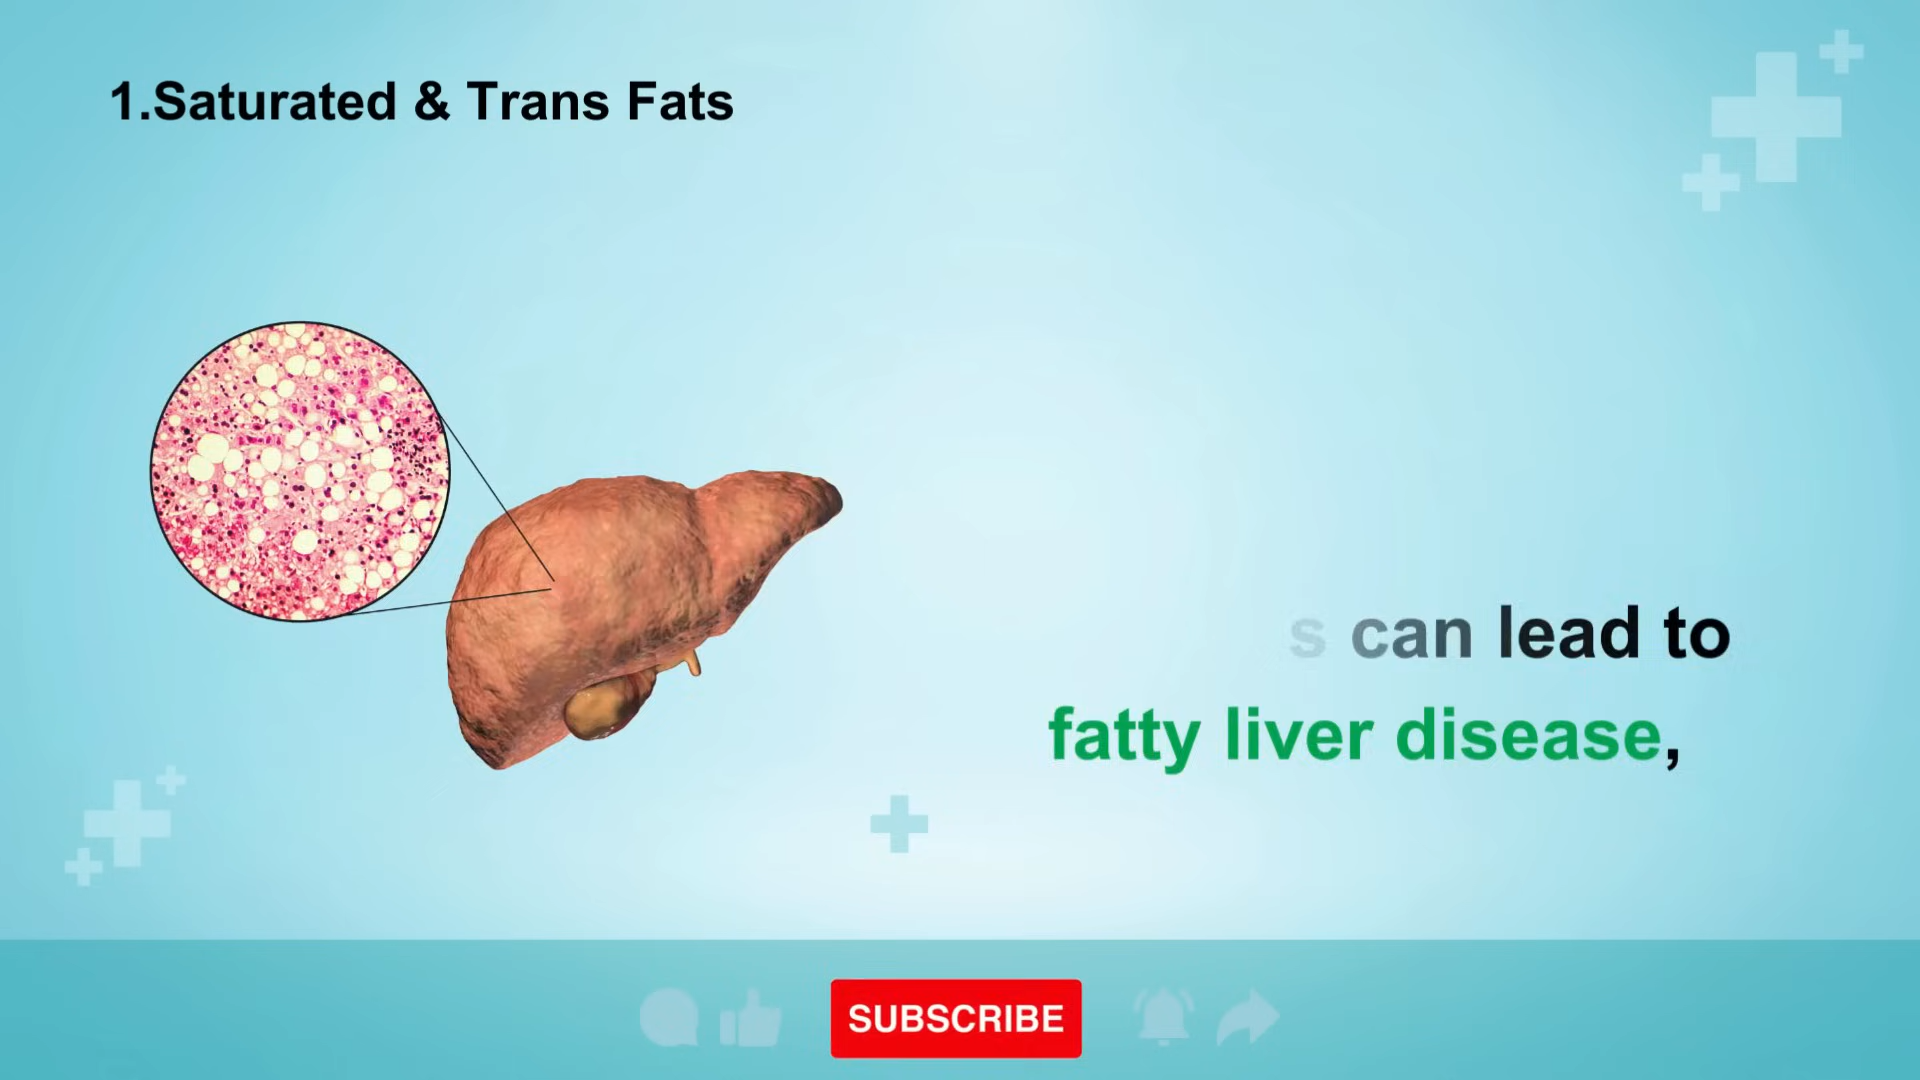 1.Saturated & Trans Fats
s can lead to
fatty liver disease,
SUBSCRIBE